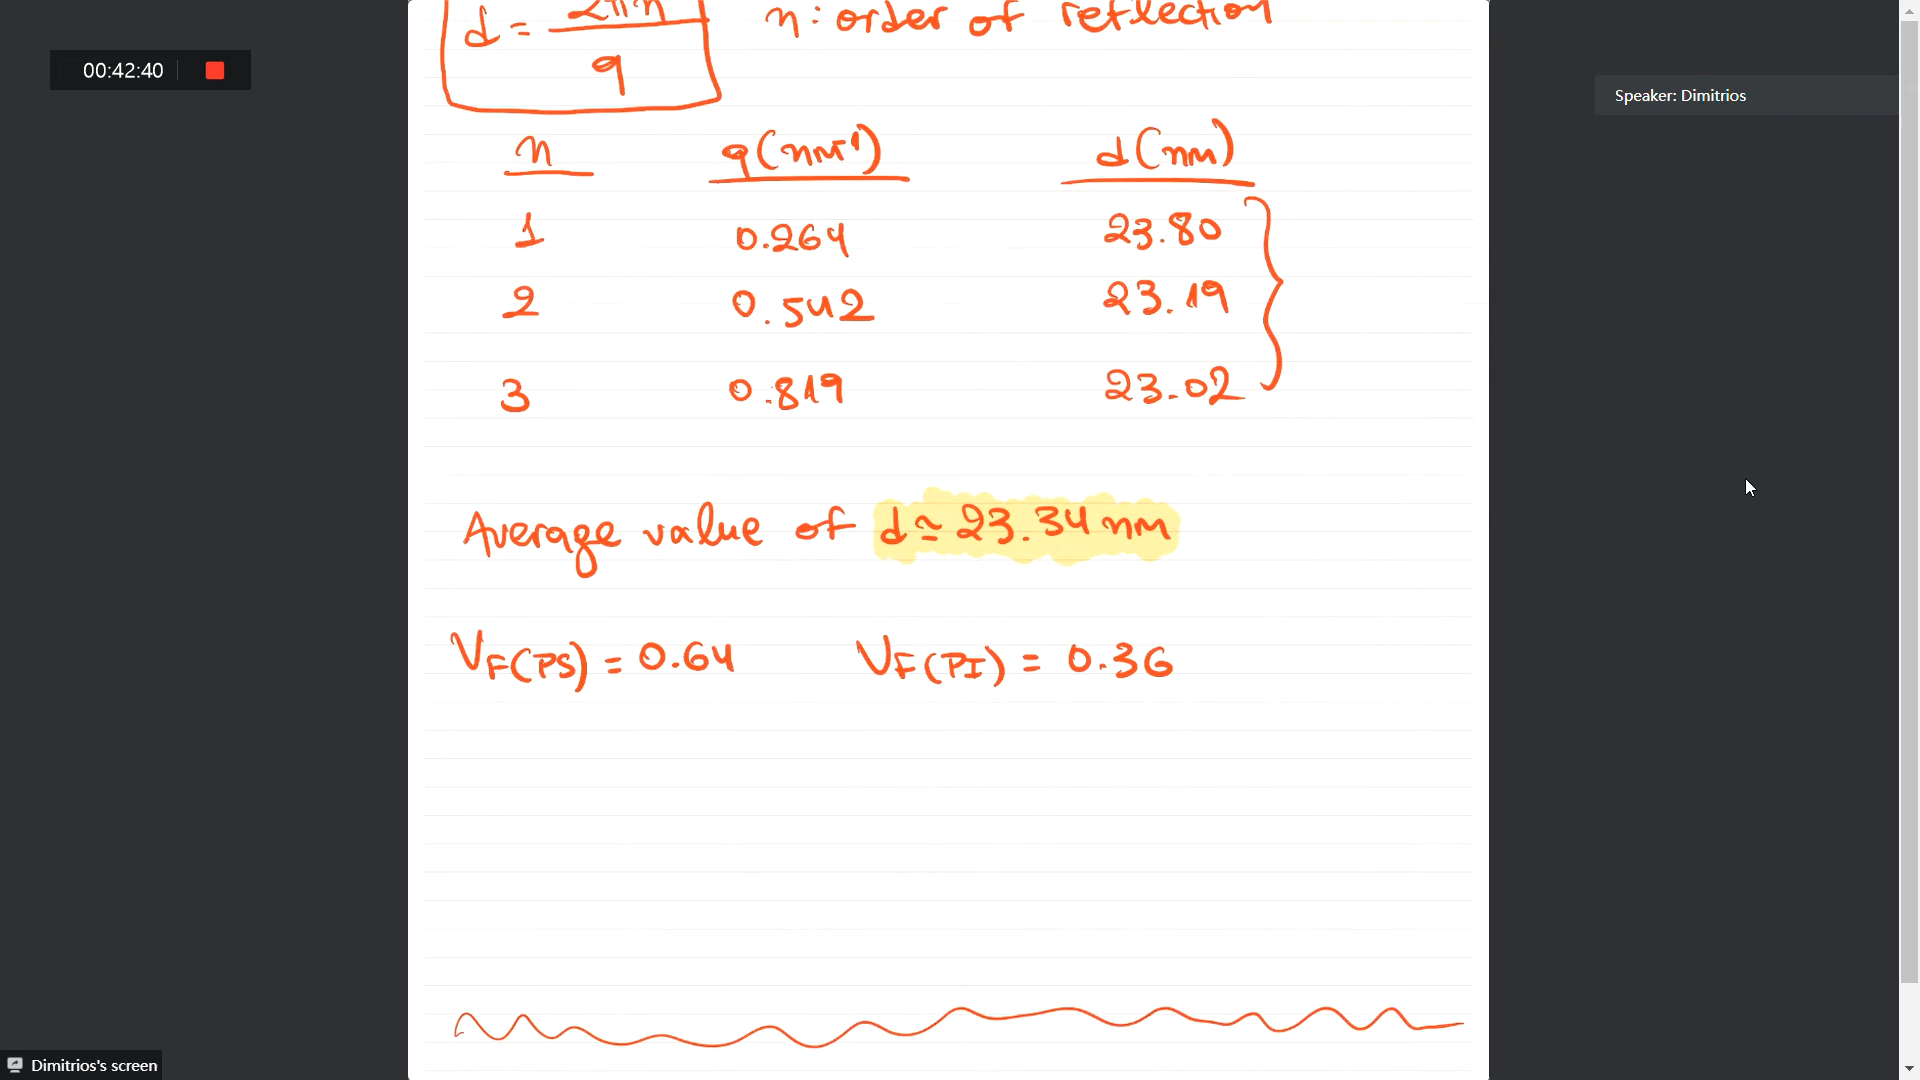 d = 2πn / q n: order of reflection
00:42:40
Speaker: Dimitrios
n q(nm⁻¹) d(nm)
1 0.264 23.80
2 0.542 23.19
3 0.819 23.02
Average value of d ≃ 23.34 nm
VF(PS) = 0.64 VF(PI) = 0.36
Dimitrios's screen